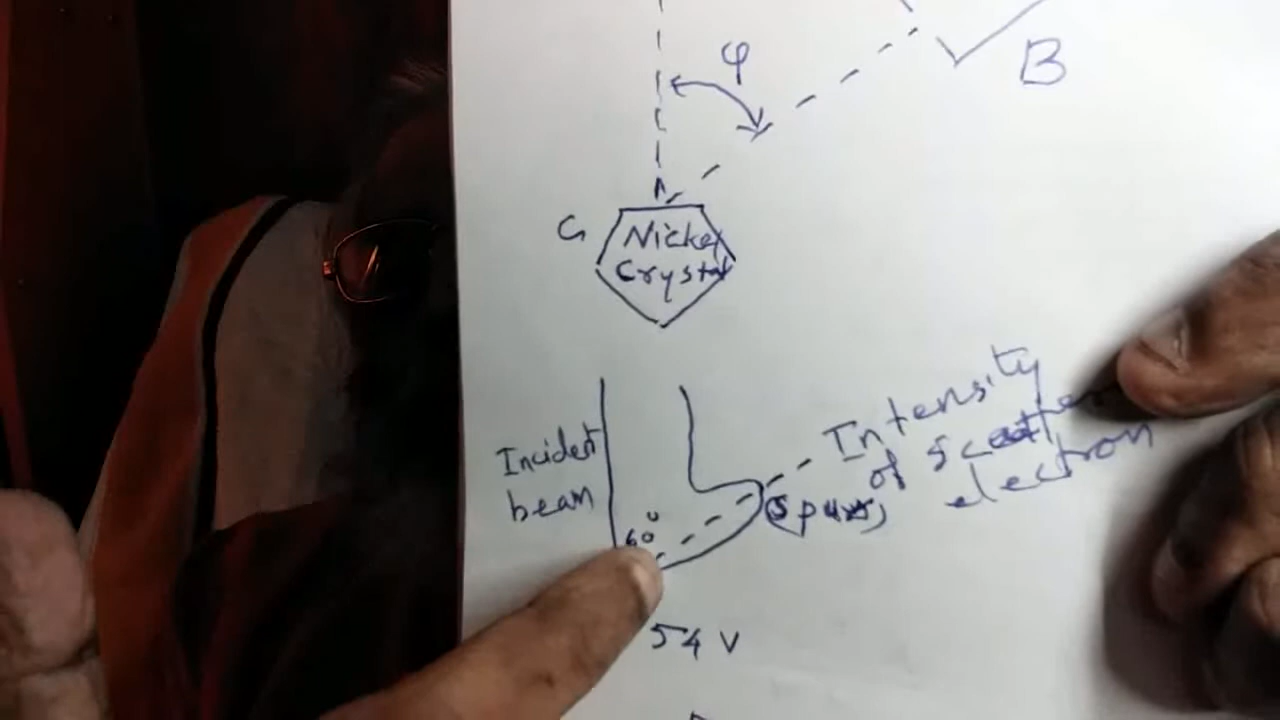 φ
B
G
Nickel
Crystal
Incident
beam
Intensity
of scatter
electron
Spur,
60°
54 V